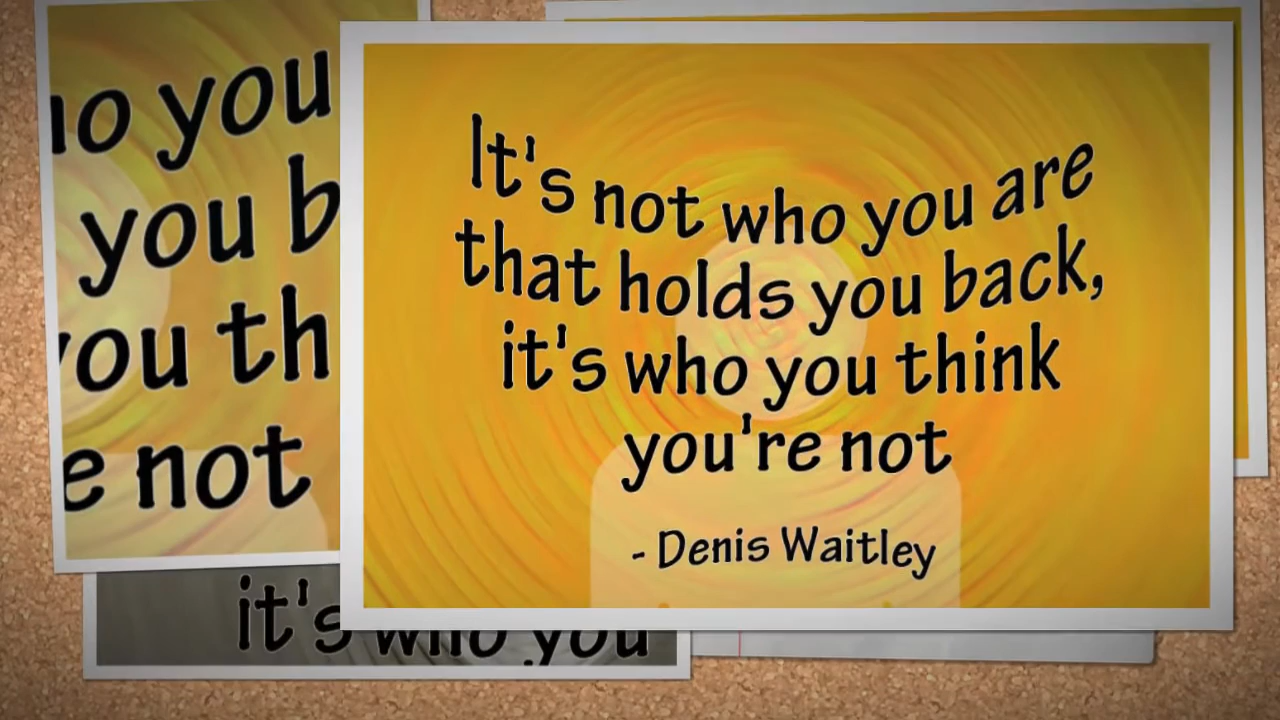 It's not who you are
that holds you back,
it's who you think
you're not
- Denis Waitley
ho you
you b
you th
e not
it's who you